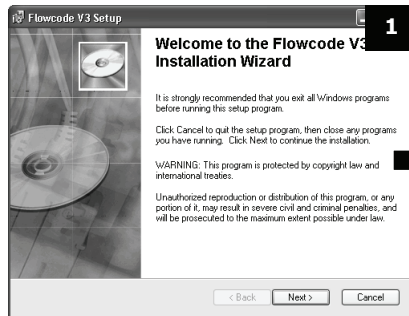 Flowcode V3 Setup
1
Welcome to the Flowcode V3
Installation Wizard
It is strongly recommended that you exit all Windows programs
before running this setup program.
Click Cancel to quit the setup program, then close any programs
you have running. Click Next to continue the installation.
WARNING: This program is protected by copyright law and
international treaties.
Unauthorized reproduction or distribution of this program, or any
portion of it, may result in severe civil and criminal penalties, and
will be prosecuted to the maximum extent possible under law.
< Back
Next >
Cancel